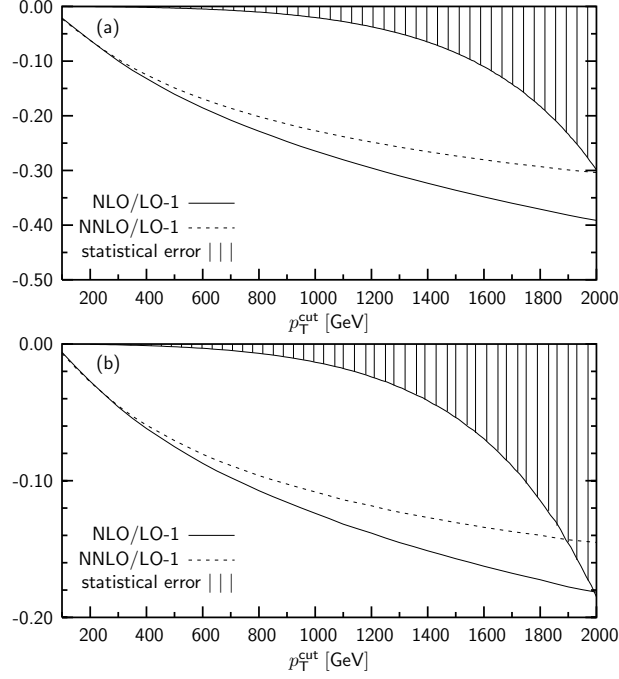 0.00
(a)
-0.10
-0.20
-0.30
NLO/LO-1
-0.40
NNLO/LO-1
statistical error
-0.50
200 400 600 800 1000 1200 1400 1600 1800 2000
p_T^cut [GeV]
0.00
(b)
-0.10
NLO/LO-1
NNLO/LO-1
statistical error
-0.20
200 400 600 800 1000 1200 1400 1600 1800 2000
p_T^cut [GeV]